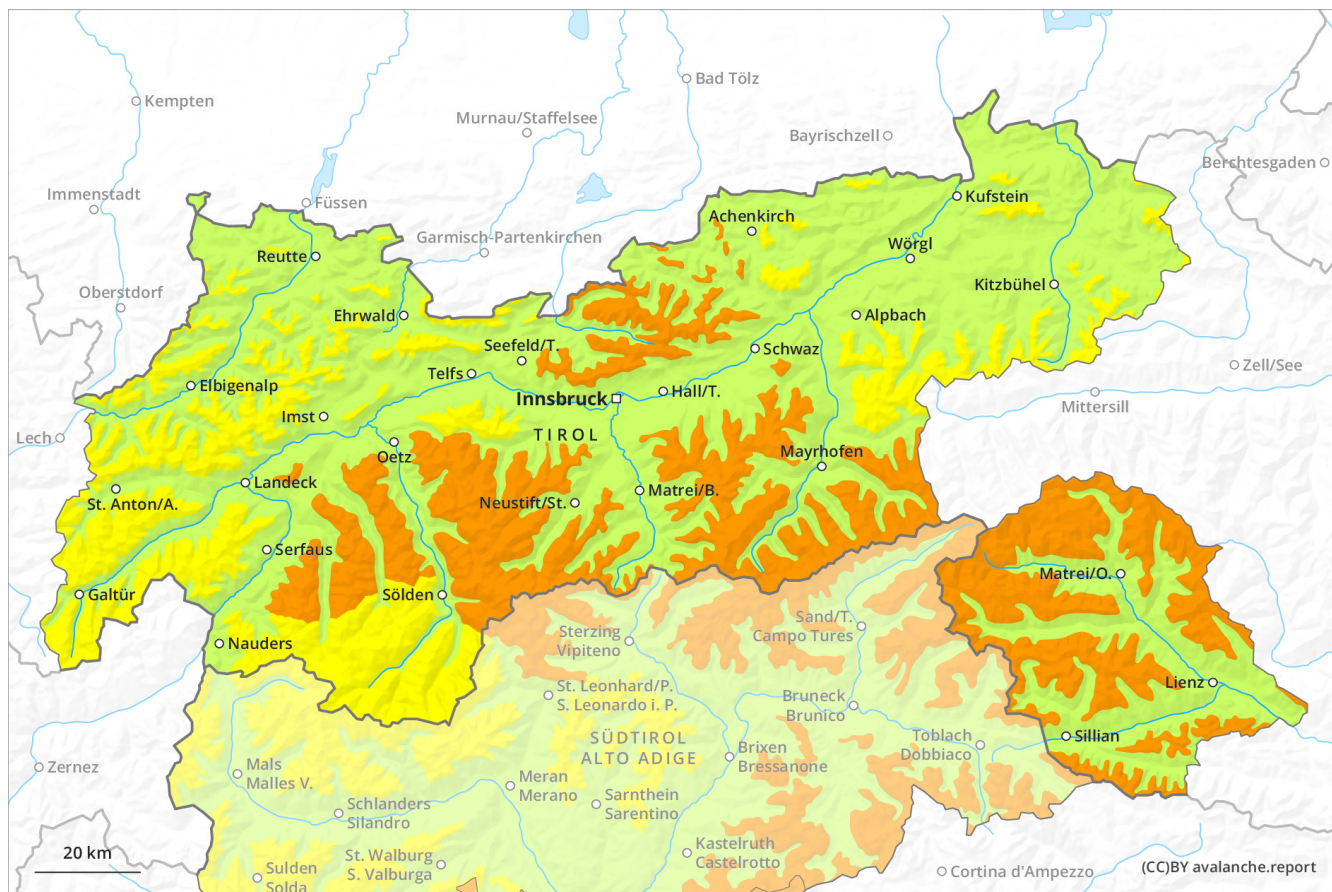 Bad Tölz
Kempten
Murnau/Staffelsee
Bayrischzell
Berchtesgaden
Immenstadt
Füssen
Kufstein
Achenkirch
Garmisch-Partenkirchen
Wörgl
Reutte
Oberstdorf
Kitzbühel
Ehrwald
Alpbach
Seefeld/T.
Schwaz
Zell/See
Telfs
Elbigenalp
Hall/T.
Innsbruck
Mittersill
Imst
Lech
TIROL
Oetz
Mayrhofen
Landeck
St. Anton/A.
Neustift/St.
Matrei/B.
Serfaus
Matrei/O.
Galtür
Sölden
Sand/T.
Campo Tures
Sterzing
Vipiteno
Nauders
Lienz
St. Leonhard/P.
S. Leonardo i. P.
Bruneck
Brunico
Sillian
Toblach
Dobbiaco
SÜDTIROL
ALTO ADIGE
Brixen
Bressanone
Zernez
Mals
Malles V.
Meran
Merano
Sarnthein
Sarentino
Schlanders
Silandro
20 km
St. Walburg
S. Valburga
Kastelruth
Castelrotto
Sulden
Solda
Cortina d'Ampezzo
(CC)BY avalanche.report